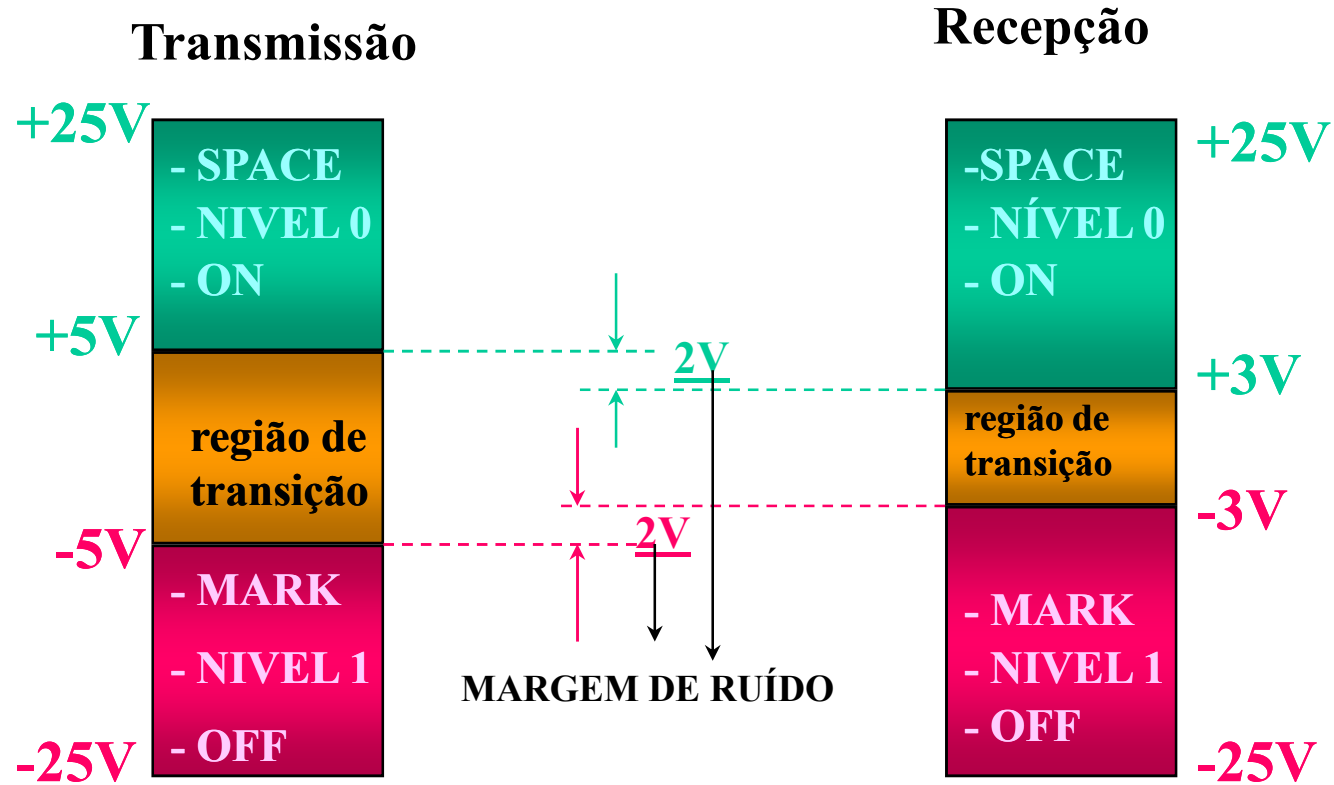 Transmissão
Recepção
+25V
- SPACE
- NIVEL 0
- ON
+5V
região de
transição
-5V
- MARK
- NIVEL 1
- OFF
-25V
2V
2V
MARGEM DE RUÍDO
+25V
-SPACE
- NÍVEL 0
- ON
+3V
região de
transição
-3V
- MARK
- NIVEL 1
- OFF
-25V